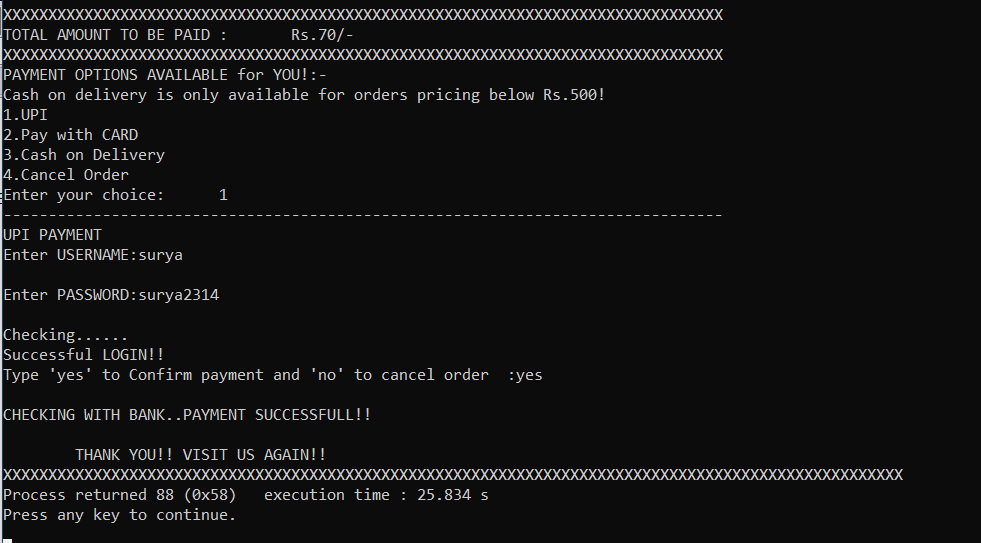 XXXXXXXXXXXXXXXXXXXXXXXXXXXXXXXXXXXXXXXXXXXXXXXXXXXXXXXXXXXXXXXXXXXXXXXXXXXXXXXX
TOTAL AMOUNT TO BE PAID :       Rs.70/-
XXXXXXXXXXXXXXXXXXXXXXXXXXXXXXXXXXXXXXXXXXXXXXXXXXXXXXXXXXXXXXXXXXXXXXXXXXXXXXXX
PAYMENT OPTIONS AVAILABLE for YOU!:-
Cash on delivery is only available for orders pricing below Rs.500!
1.UPI
2.Pay with CARD
3.Cash on Delivery
4.Cancel Order
Enter your choice:      1
--------------------------------------------------------------------------------
UPI PAYMENT
Enter USERNAME:surya
Enter PASSWORD:surya2314
Checking......
Successful LOGIN!!
Type 'yes' to Confirm payment and 'no' to cancel order  :yes
CHECKING WITH BANK..PAYMENT SUCCESSFULL!!
THANK YOU!! VISIT US AGAIN!!
XXXXXXXXXXXXXXXXXXXXXXXXXXXXXXXXXXXXXXXXXXXXXXXXXXXXXXXXXXXXXXXXXXXXXXXXXXXXXXXXXXXXXXXXXXXXXXXXXXXX
Process returned 88 (0x58)   execution time : 25.834 s
Press any key to continue.